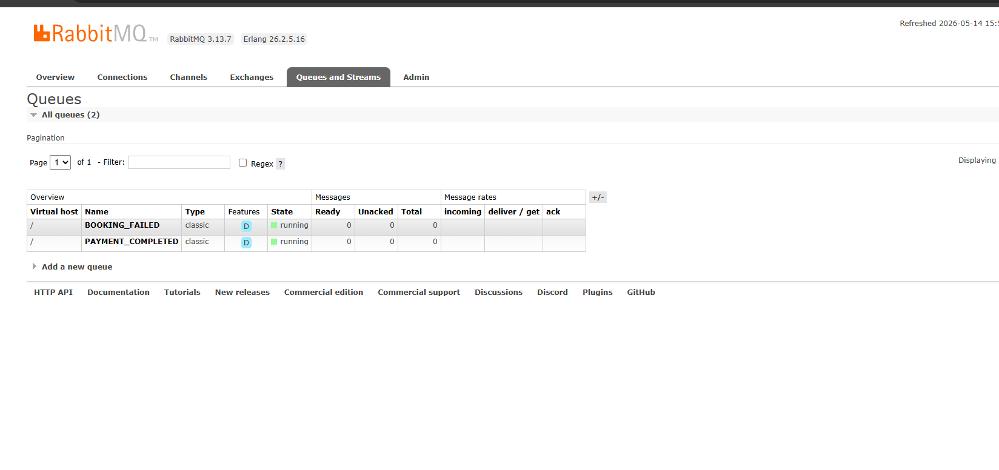 Refreshed 2026-05-14 15:
RabbitMQ TM RabbitMQ 3.13.7 Erlang 26.2.5.16
Overview Connections Channels Exchanges Queues and Streams Admin
Queues
All queues (2)
Pagination
Page 1 of 1 - Filter: Regex ?
Displaying
Overview Messages Message rates +/-
Virtual host Name Type Features State Ready Unacked Total incoming deliver / get ack
/ BOOKING_FAILED classic D running 0 0 0
/ PAYMENT_COMPLETED classic D running 0 0 0
Add a new queue
HTTP API Documentation Tutorials New releases Commercial edition Commercial support Discussions Discord Plugins GitHub